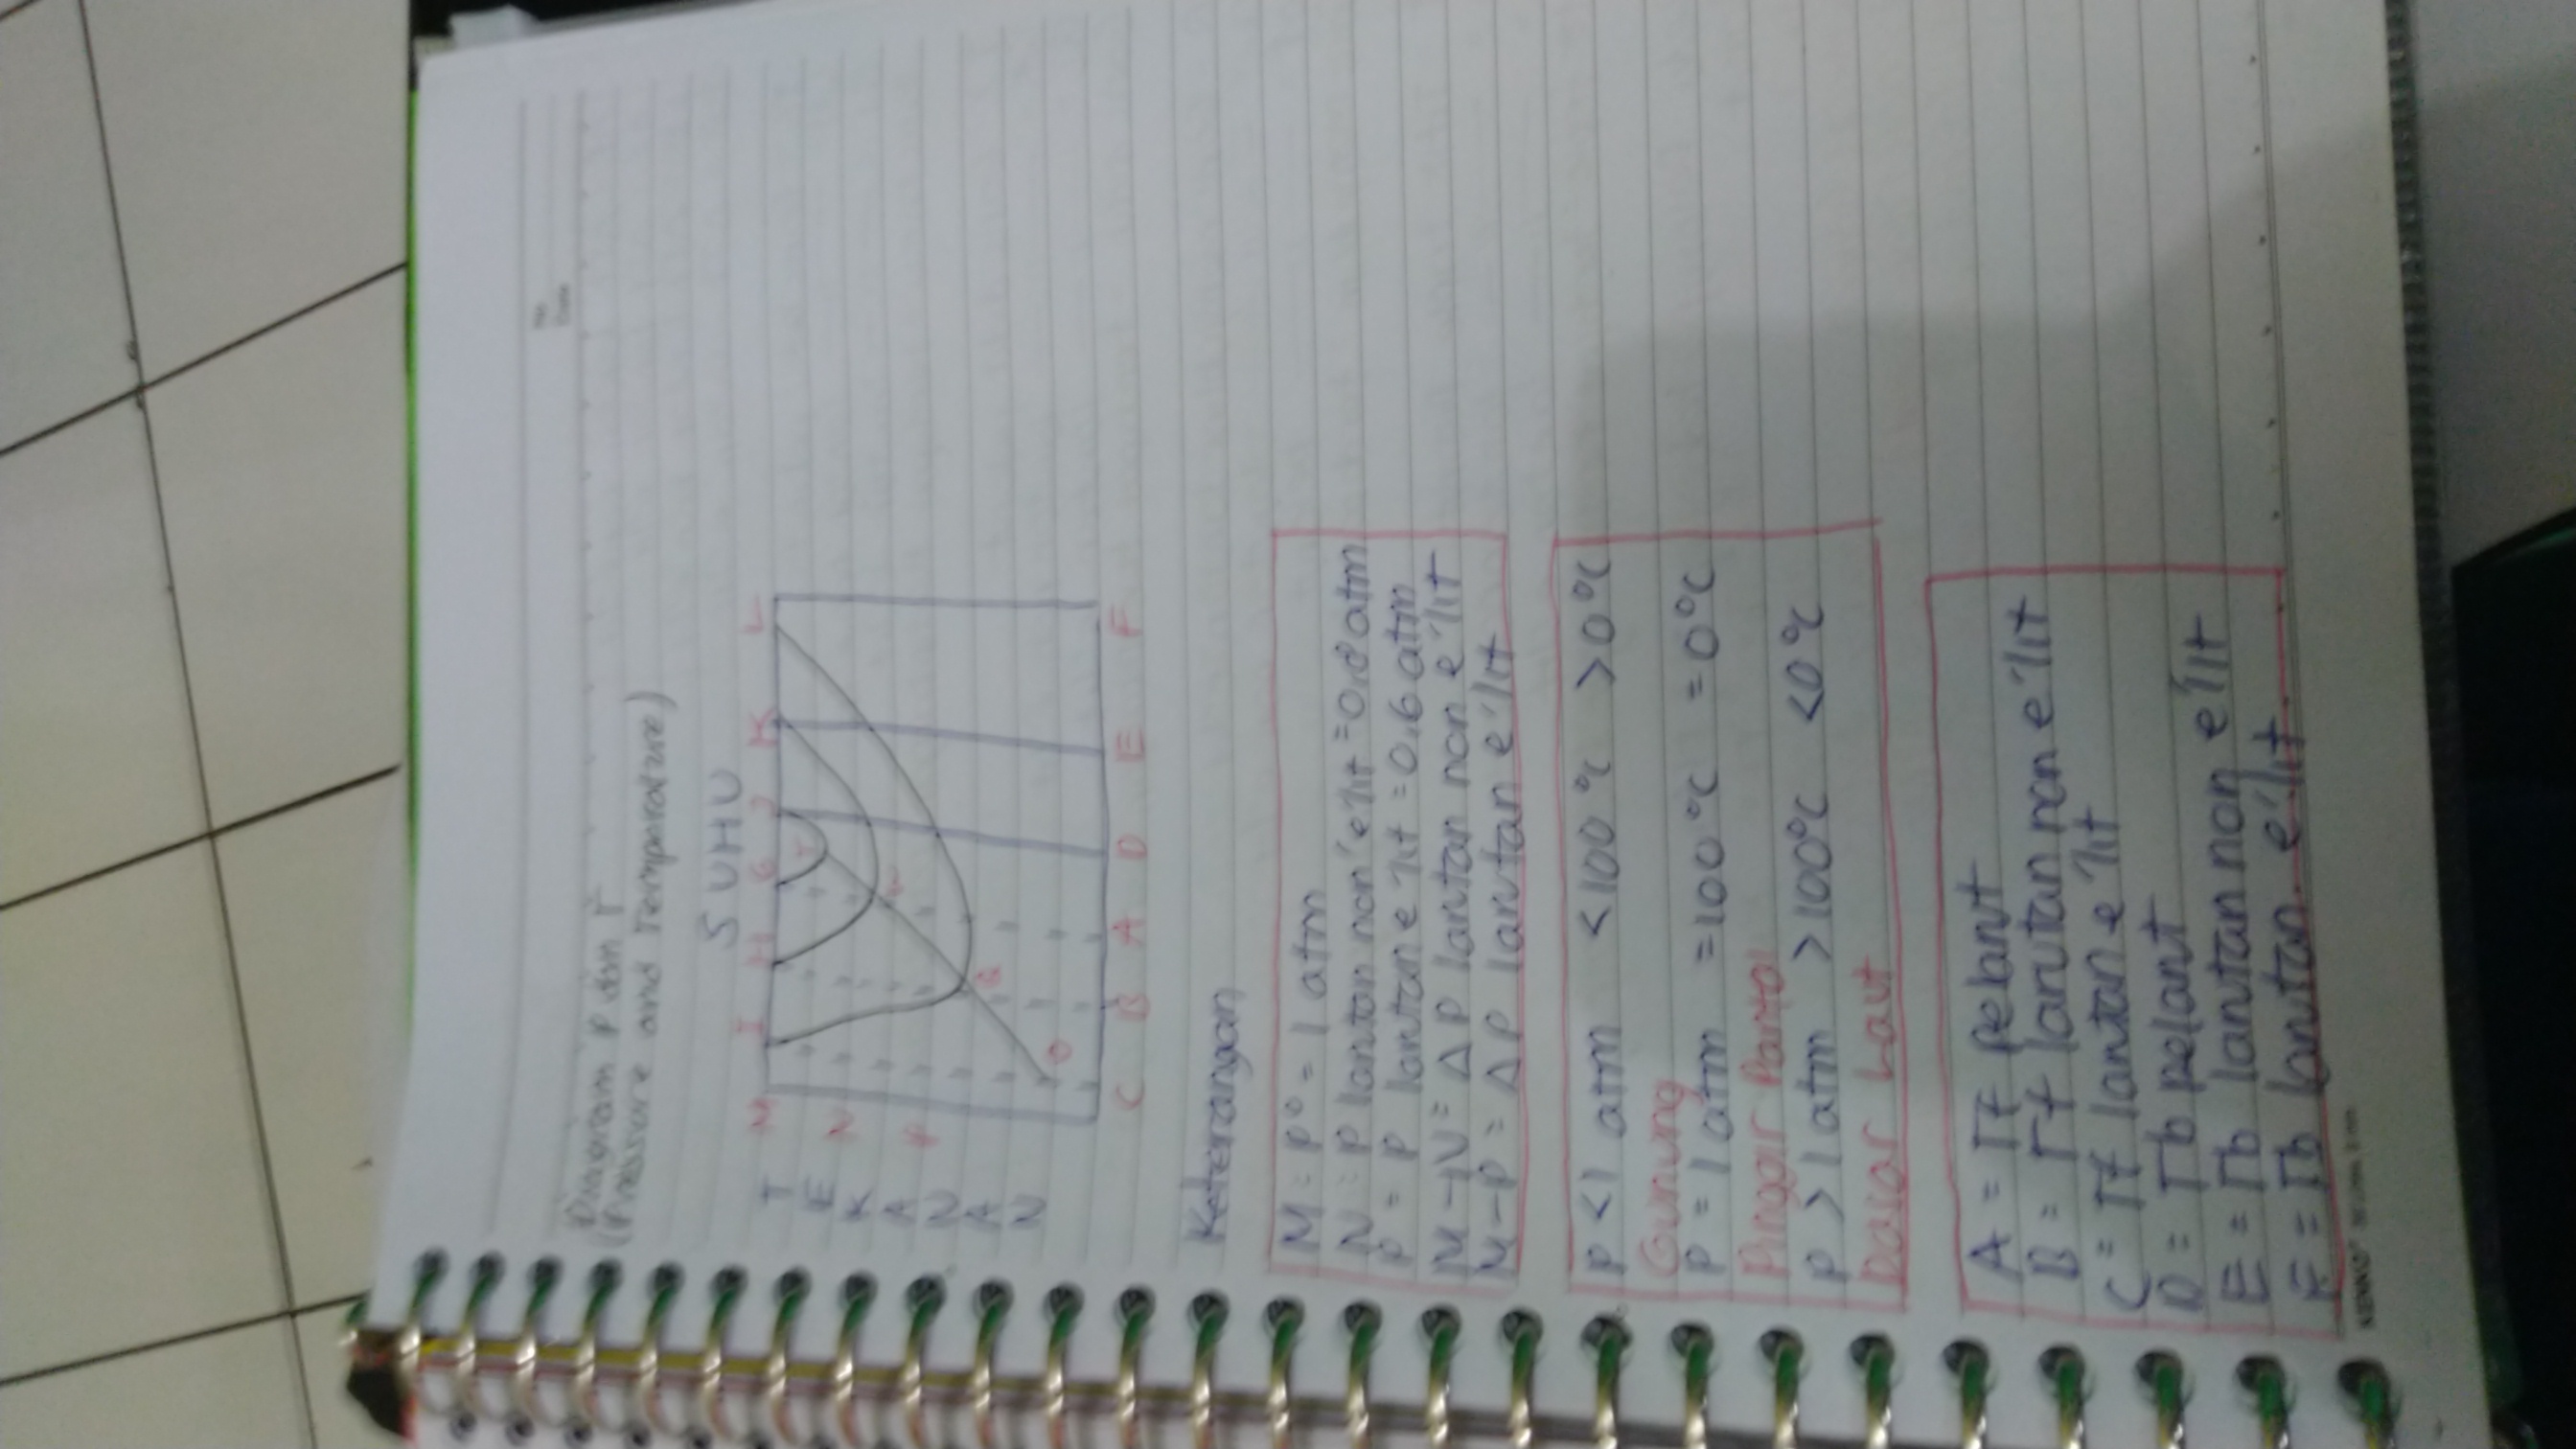 No.
Date
Diagram P dan T
(Pressure and Temperature)
SUHU
TEKANAN
M I H G J K L
N
P
T
Q
O
C B A D E F
Keterangan
M = P° = 1 atm
N = P larutan non e'lit = 0,8 atm
P = P larutan e'lit = 0,6 atm
M-N = ΔP larutan non e'lit
M-P = ΔP larutan e'lit
P < 1 atm <100 °C >0 °C
Gunung
P = 1 atm =100 °C =0 °C
Pinggir Pantai
P > 1 atm >100 °C <0 °C
Dasar Laut
A = Tf pelarut
B = Tf larutan non e'lit
C = Tf larutan e'lit
D = Tb pelarut
E = Tb larutan non e'lit
F = Tb larutan e'lit
KENKO